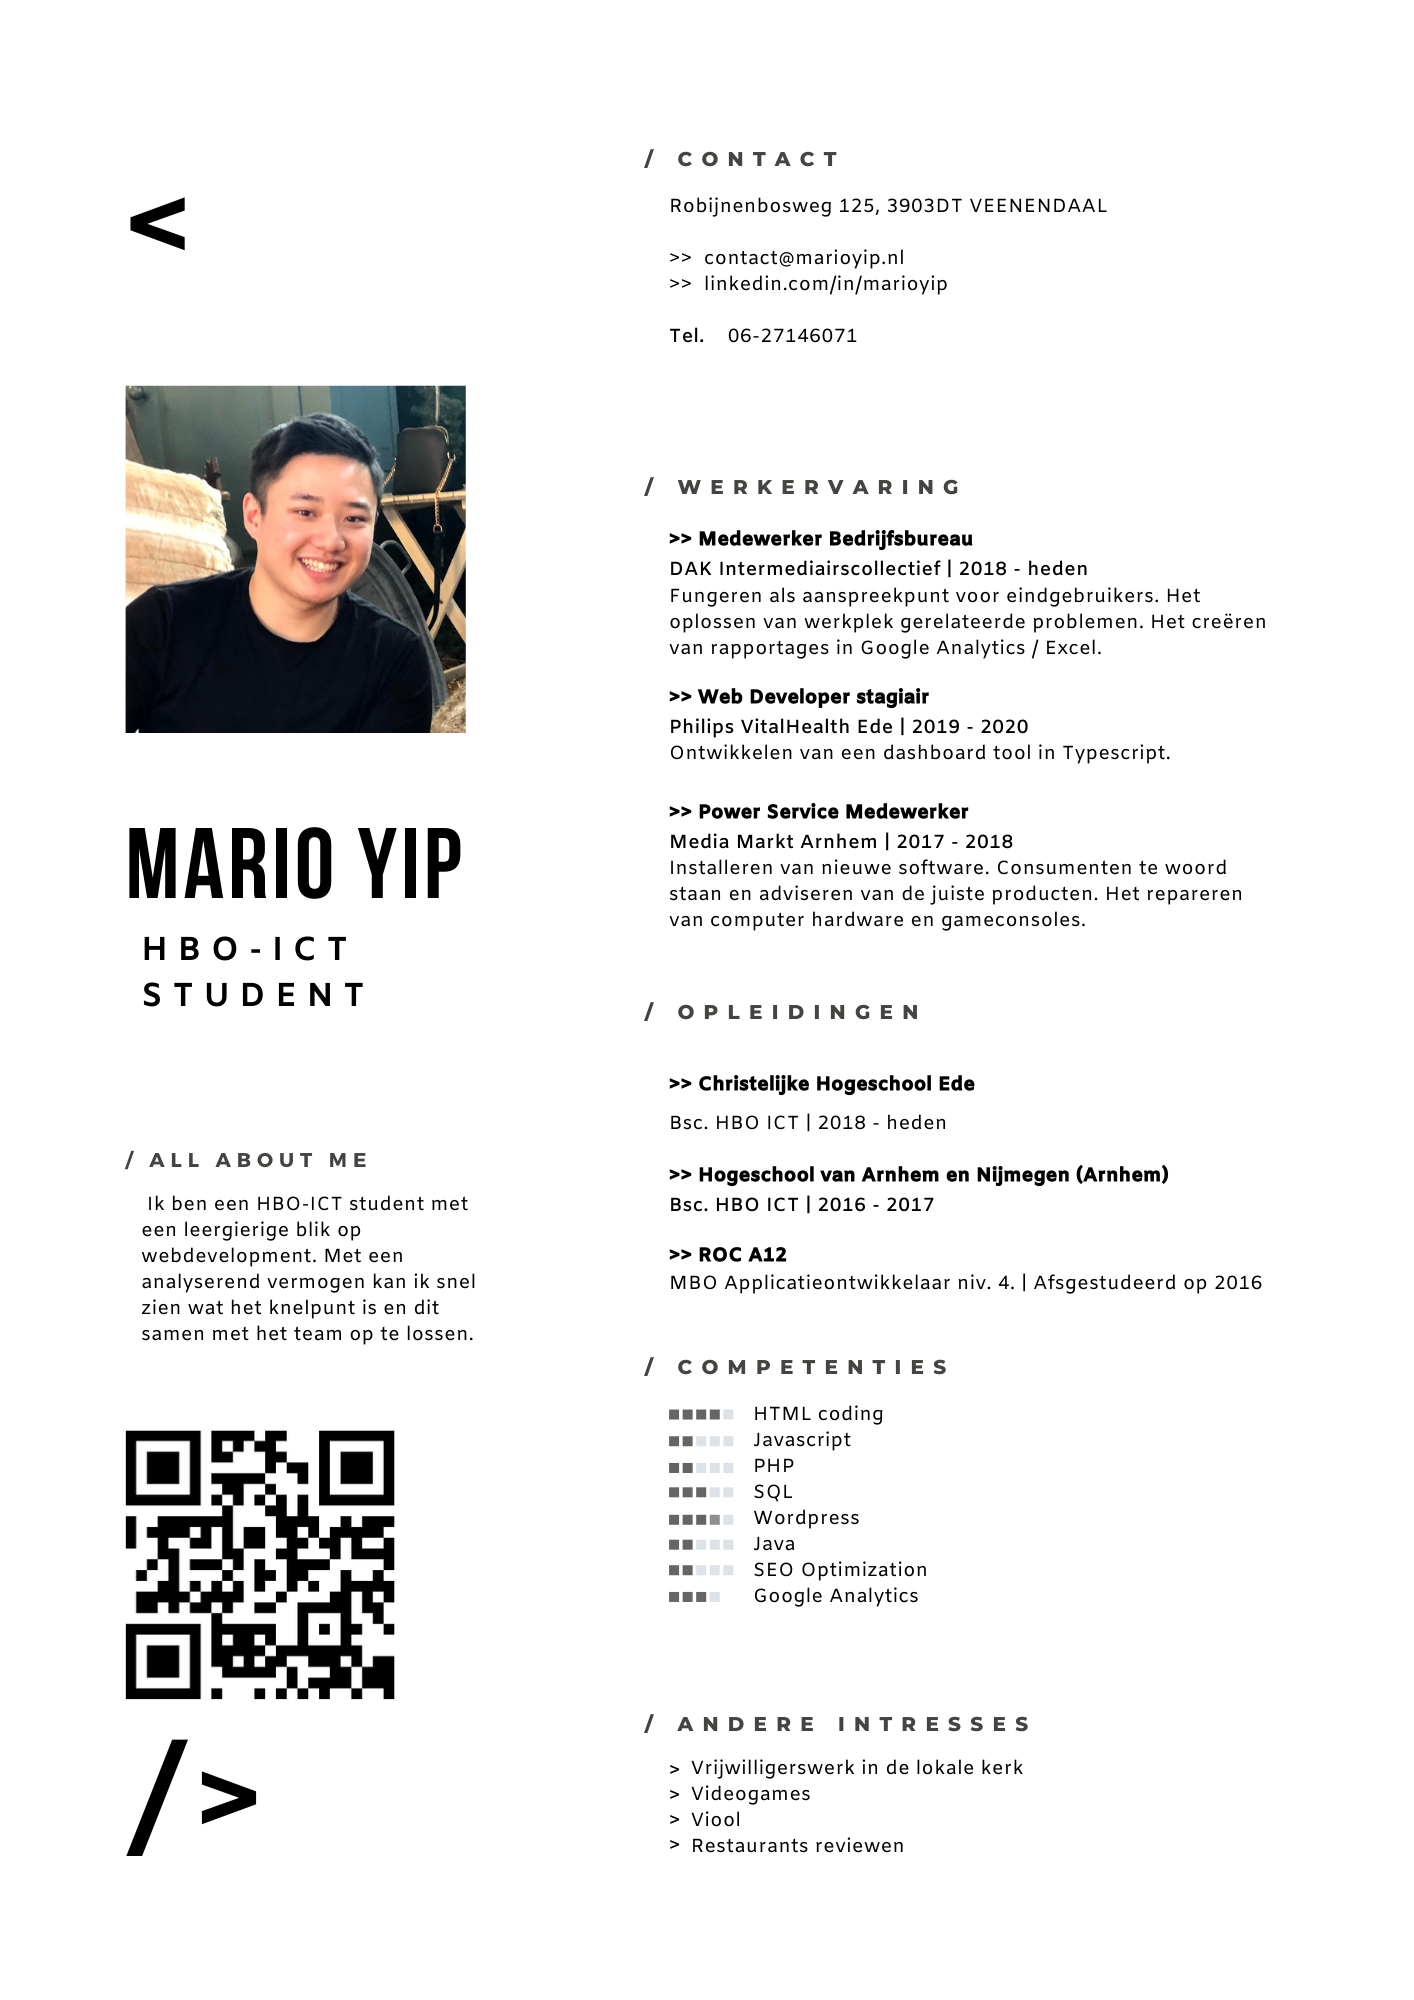 <
MARIO YIP
HBO-ICT
STUDENT
/ ALL ABOUT ME
Ik ben een HBO-ICT student met
een leergierige blik op
webdevelopment. Met een
analyserend vermogen kan ik snel
zien wat het knelpunt is en dit
samen met het team op te lossen.
/>
/ CONTACT
Robijnenbosweg 125, 3903DT VEENENDAAL
>> contact@marioyip.nl
>> linkedin.com/in/marioyip
Tel. 06-27146071
/ WERKERVARING
>> Medewerker Bedrijfsbureau
DAK Intermediairscollectief | 2018 - heden
Fungeren als aanspreekpunt voor eindgebruikers. Het
oplossen van werkplek gerelateerde problemen. Het creëren
van rapportages in Google Analytics / Excel.
>> Web Developer stagiair
Philips VitalHealth Ede | 2019 - 2020
Ontwikkelen van een dashboard tool in Typescript.
>> Power Service Medewerker
Media Markt Arnhem | 2017 - 2018
Installeren van nieuwe software. Consumenten te woord
staan en adviseren van de juiste producten. Het repareren
van computer hardware en gameconsoles.
/ OPLEIDINGEN
>> Christelijke Hogeschool Ede
Bsc. HBO ICT | 2018 - heden
>> Hogeschool van Arnhem en Nijmegen (Arnhem)
Bsc. HBO ICT | 2016 - 2017
>> ROC A12
MBO Applicatieontwikkelaar niv. 4. | Afsgestudeerd op 2016
/ COMPETENTIES
HTML coding
Javascript
PHP
SQL
Wordpress
Java
SEO Optimization
Google Analytics
/ ANDERE INTRESSES
> Vrijwilligerswerk in de lokale kerk
> Videogames
> Viool
> Restaurants reviewen